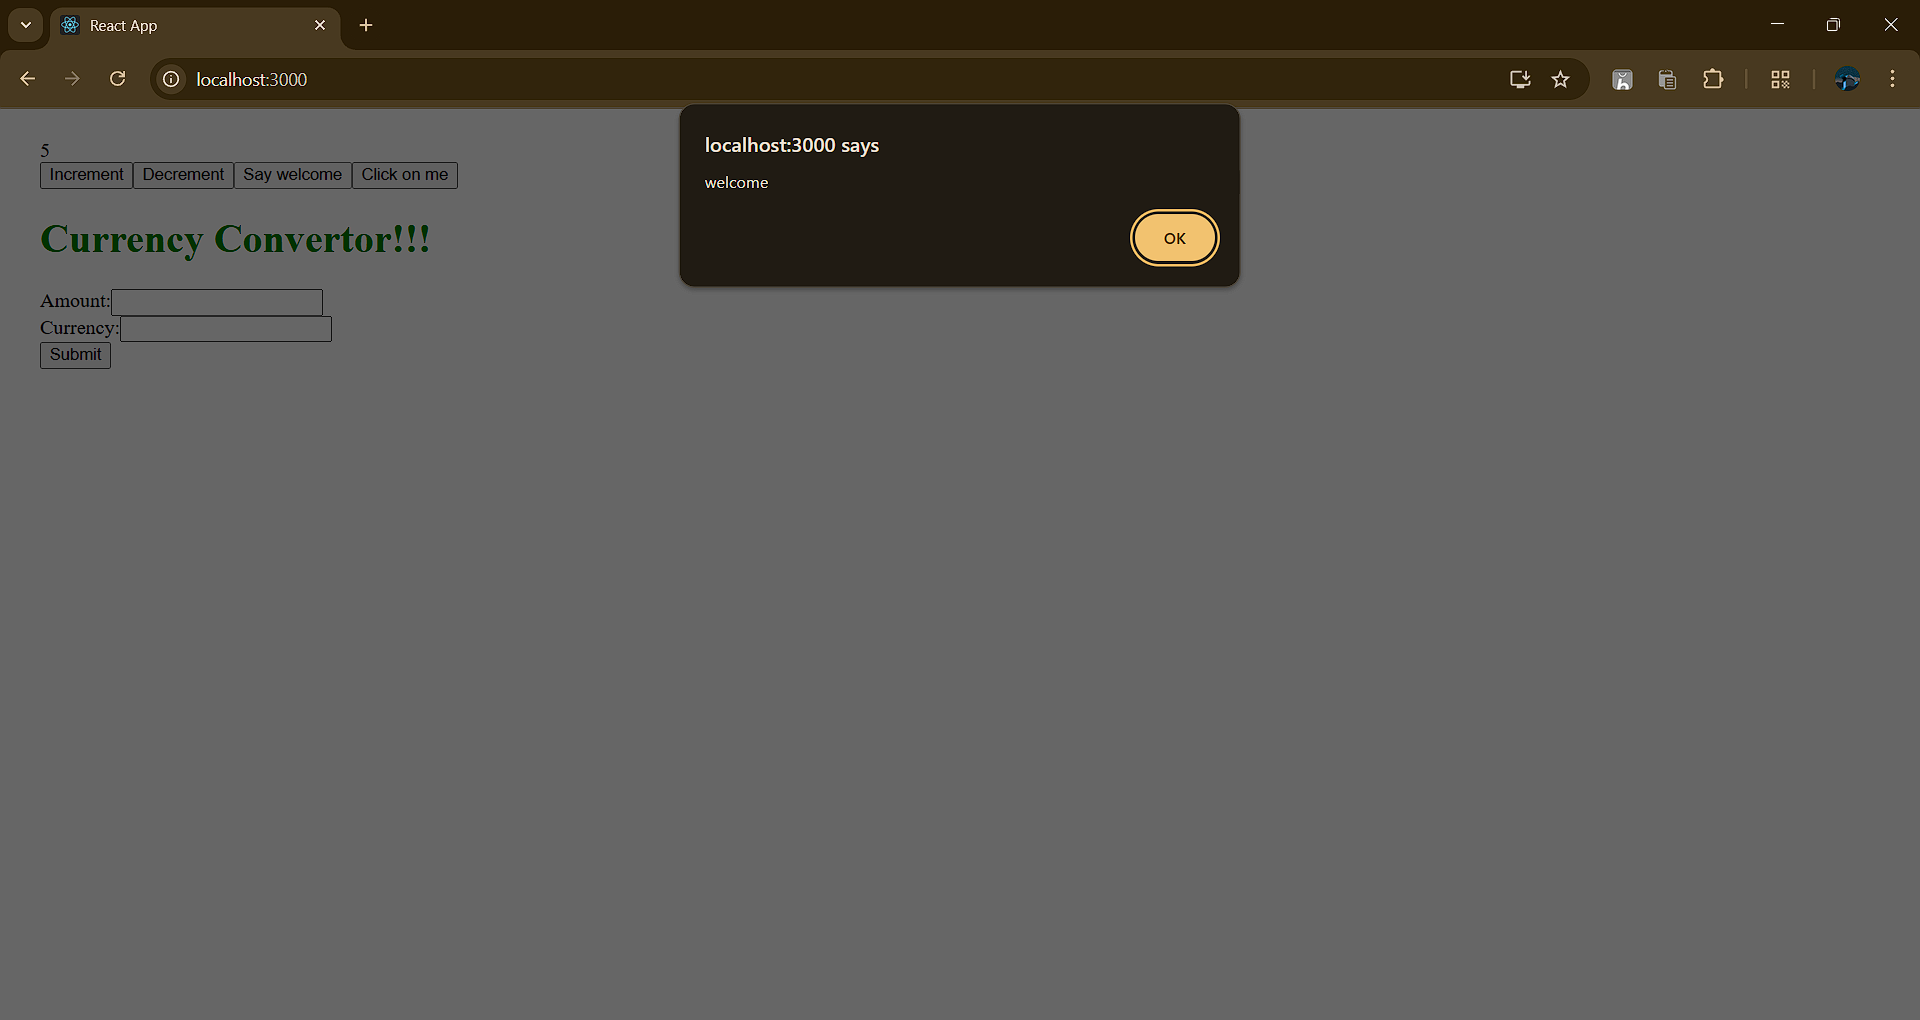 React App
localhost:3000
localhost:3000 says
welcome
OK
5
Increment Decrement Say welcome Click on me
Currency Convertor!!!
Amount:
Currency:
Submit